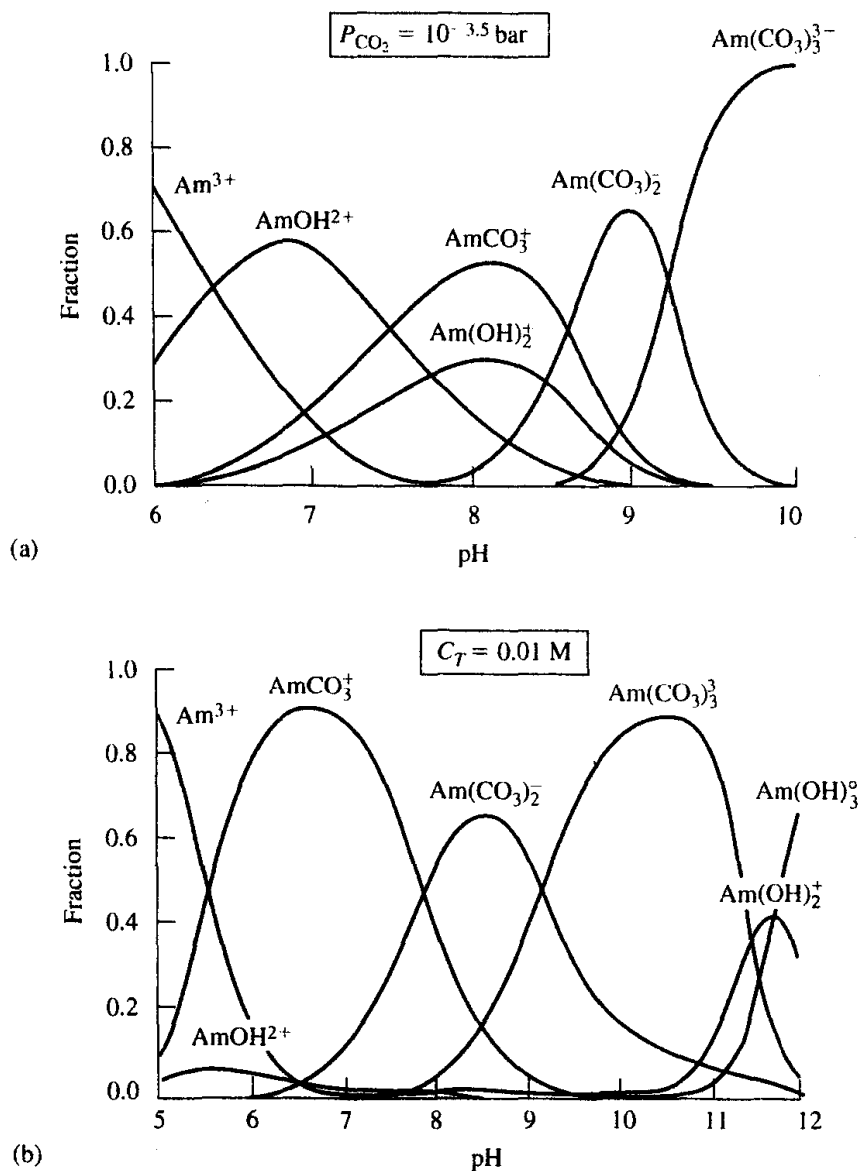 P_CO₂ = 10⁻ ³·⁵ bar
Am(CO₃)₃³⁻
1.0
0.8
Am³⁺
Am(CO₃)₂⁻
AmOH²⁺
AmCO₃⁺
0.6
Fraction
0.4
Am(OH)₂⁺
0.2
0.0
6 7 8 9 10
(a)
pH
C_T = 0.01 M
1.0
AmCO₃⁺
Am(CO₃)₃³
Am³⁺
0.8
Am(CO₃)₂⁻
Am(OH)₃°
0.6
Fraction
Am(OH)₂⁺
0.4
0.2
AmOH²⁺
0.0
5 6 7 8 9 10 11 12
(b)
pH